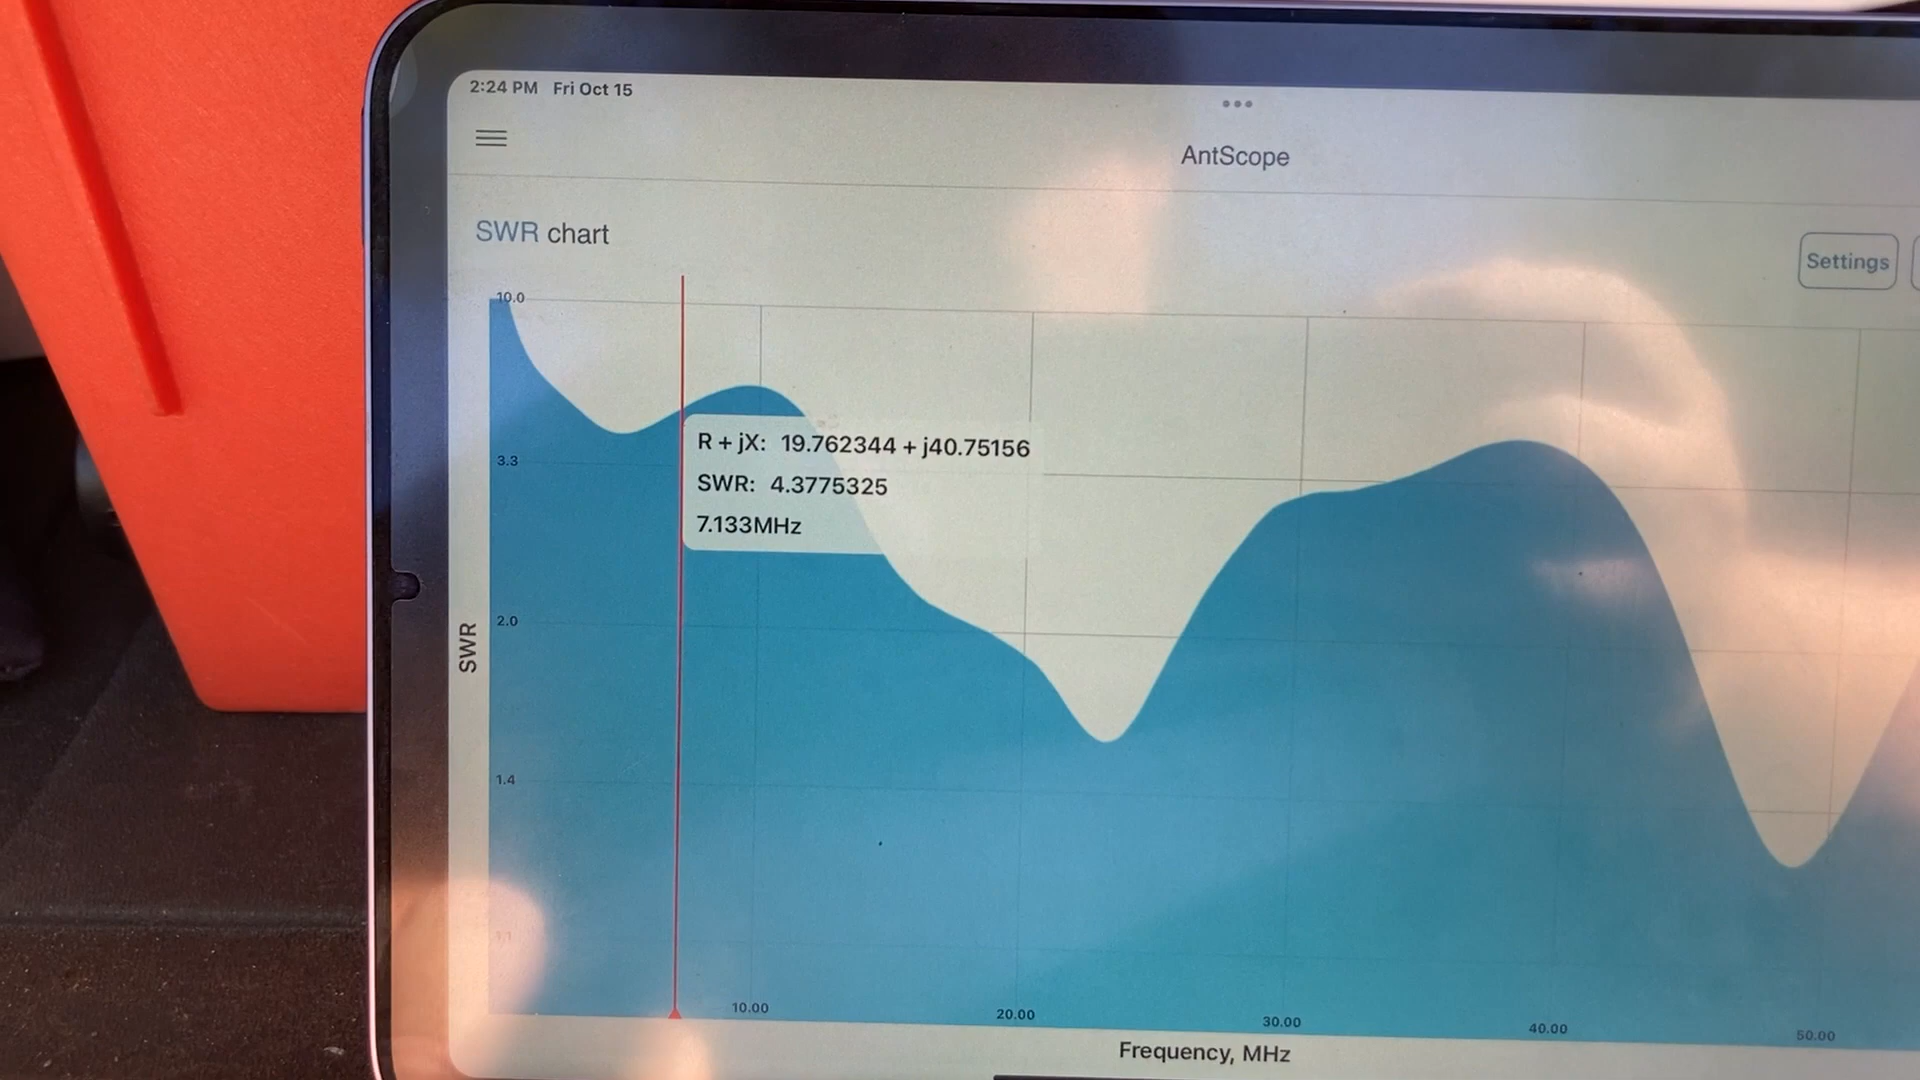 2:24 PM Fri Oct 15
AntScope
SWR chart
Settings
10.0
R + jX: 19.762344 + j40.75156
3.3
SWR: 4.3775325
7.133MHz
2.0
SWR
1.4
1.1
10.00
20.00
30.00
40.00
50.00
Frequency, MHz